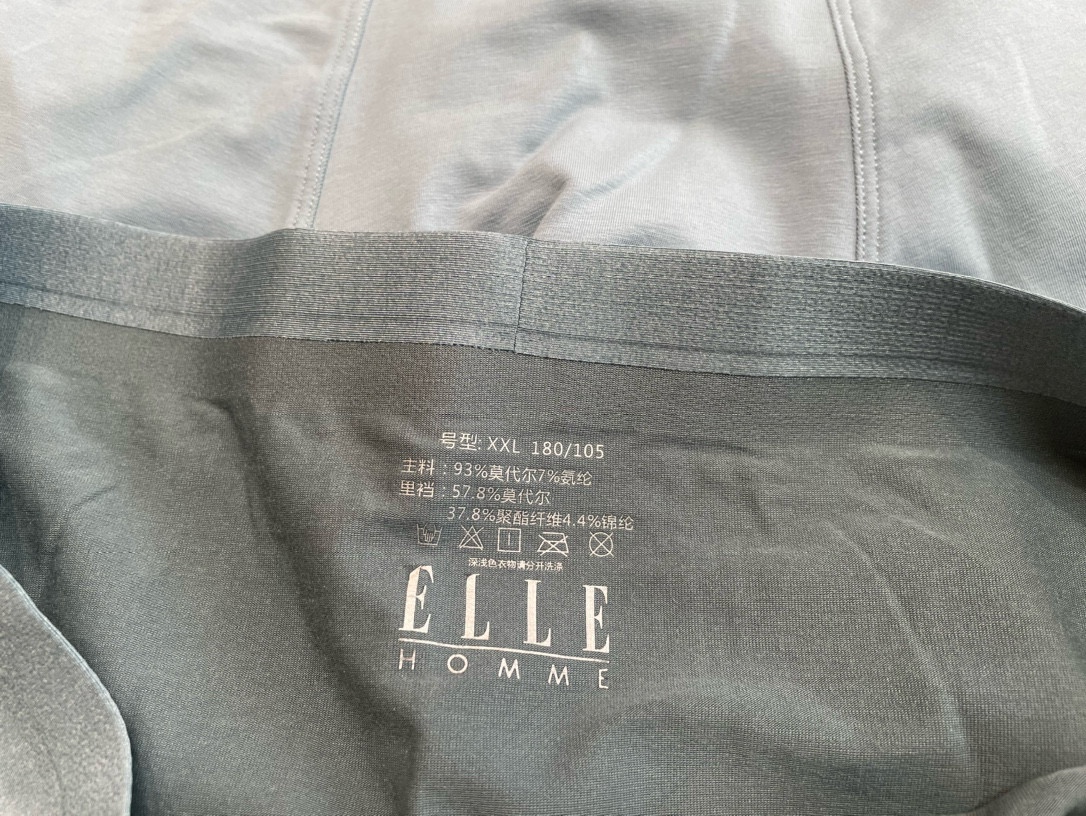 号型: XXL 180/105
主料：93%莫代尔7%氨纶
里裆：57.8%莫代尔
37.8%聚酯纤维4.4%锦纶
深浅色衣物请分开洗涤
ELLE
HOMME